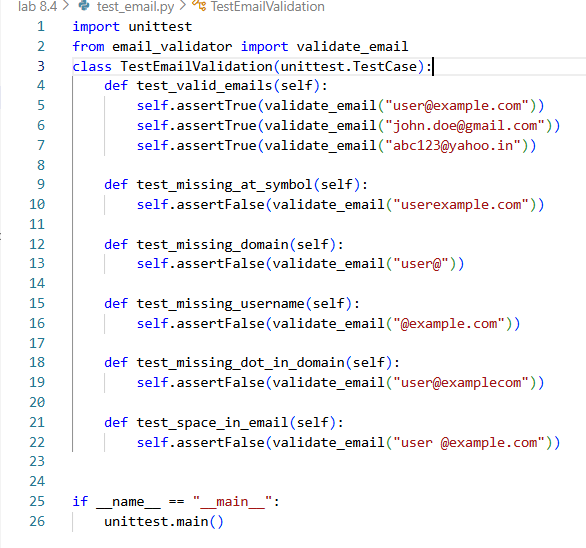 lab 8.4 > test_email.py > TestEmailValidation
1 import unittest
2 from email_validator import validate_email
3 class TestEmailValidation(unittest.TestCase):
4     def test_valid_emails(self):
5         self.assertTrue(validate_email("user@example.com"))
6         self.assertTrue(validate_email("john.doe@gmail.com"))
7         self.assertTrue(validate_email("abc123@yahoo.in"))
8
9     def test_missing_at_symbol(self):
10         self.assertFalse(validate_email("userexample.com"))
11
12     def test_missing_domain(self):
13         self.assertFalse(validate_email("user@"))
14
15     def test_missing_username(self):
16         self.assertFalse(validate_email("@example.com"))
17
18     def test_missing_dot_in_domain(self):
19         self.assertFalse(validate_email("user@examplecom"))
20
21     def test_space_in_email(self):
22         self.assertFalse(validate_email("user @example.com"))
23
24
25 if __name__ == "__main__":
26     unittest.main()